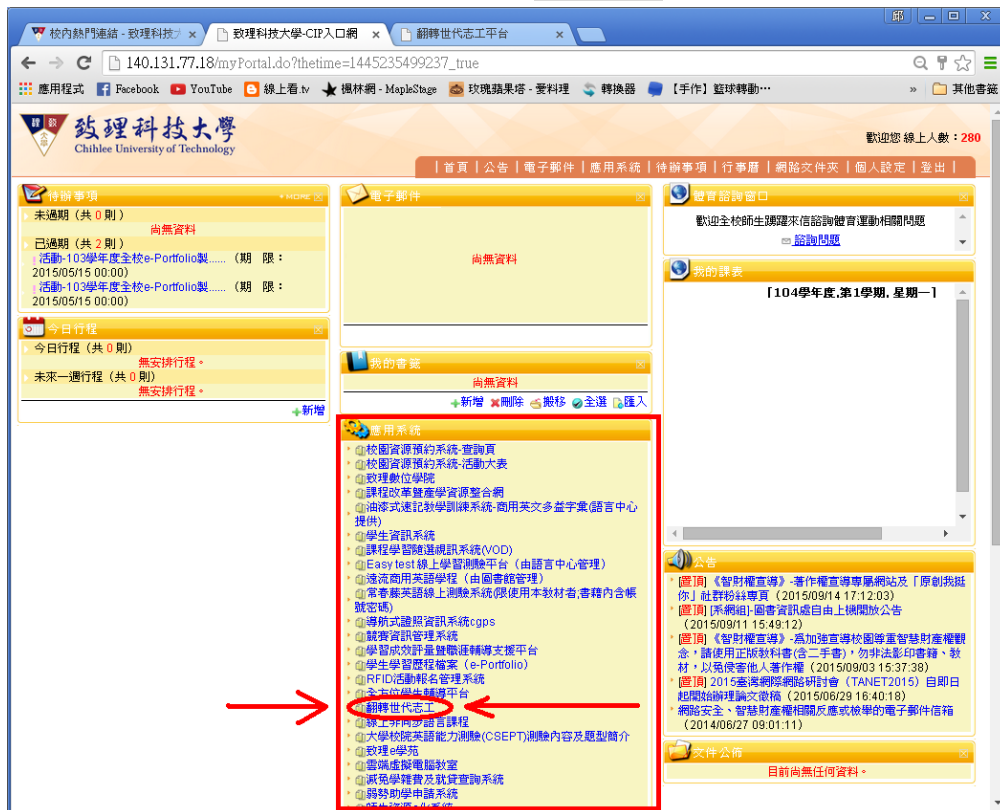 邱
校內熱門連結 - 致理科技大
致理科技大學-CIP入口網
翻轉世代志工平台
140.131.77.18/myPortal.do?thetime=1445235499237_true
應用程式 Facebook YouTube 線上看.tv 楓林網 - MapleStage 玫瑰蘋果塔 - 愛料理 轉換器 【手作】籃球轉動… » 其他書籤
致理科技大學
Chihlee University of Technology
歡迎您 線上人數：280
| 首頁 | 公告 | 電子郵件 | 應用系統 | 待辦事項 | 行事曆 | 網路文件夾 | 個人設定 | 登出 |
待辦事項 +MORE
未過期（共 0 則）
尚無資料
已過期（共 2 則）
活動-103學年度全校e-Portfolio製...... （期 限：
2015/05/15 00:00）
活動-103學年度全校e-Portfolio製...... （期 限：
2015/05/15 00:00）
今日行程
今日行程（共 0 則）
無安排行程。
未來一週行程（共 0 則）
無安排行程。
+新增
電子郵件
尚無資料
我的書籤
尚無資料
+新增 刪除 搬移 全選 匯入
應用系統
校園資源預約系統-查詢頁
校園資源預約系統-活動大表
致理數位學院
課程改革暨產學資源整合網
油漆式速記教學訓練系統-商用英文多益字彙(語言中心
提供)
學生資訊系統
課程學習隨選視訊系統(VOD)
Easy test 線上學習測驗平台（由語言中心管理）
遠流商用英語學程（由圖書館管理）
常春藤英語線上測驗系統(限使用本教材者,書籍內含帳
號密碼)
導航式證照資訊系統cgps
競賽資訊管理系統
學習成效評量暨職涯輔導支援平台
學生學習歷程檔案（e-Portfolio）
RFID活動報名管理系統
全方位學生輔導平台
翻轉世代志工
線上非同步語言課程
大學校院英語能力測驗(CSEPT)測驗內容及題型簡介
致理e學苑
雲端虛擬電腦教室
減免學雜費及就貸查詢系統
弱勢助學申請系統
體育諮詢窗口
歡迎全校師生踴躍來信諮詢體育運動相關問題
諮詢問題
我的課表
「104學年度,第1學期, 星期一」
公告
[置頂] 《智財權宣導》-著作權宣導專屬網站及「原創我挺
你」社群粉絲專頁（2015/09/14 17:12:03）
[置頂] [系網組]-圖書資訊處自由上機開放公告
（2015/09/11 15:49:12）
[置頂] 《智財權宣導》-為加強宣導校園尊重智慧財產權觀
念，請使用正版教科書(含二手書)，勿非法影印書籍、教
材，以免侵害他人著作權（2015/09/03 15:37:38）
[置頂] 2015臺灣網際網路研討會（TANET2015）自即日
起開始辦理論文徵稿（2015/06/29 16:40:18）
網路安全、智慧財產權相關反應或檢舉的電子郵件信箱
（2014/06/27 09:01:11）
文件公佈
目前尚無任何資料。